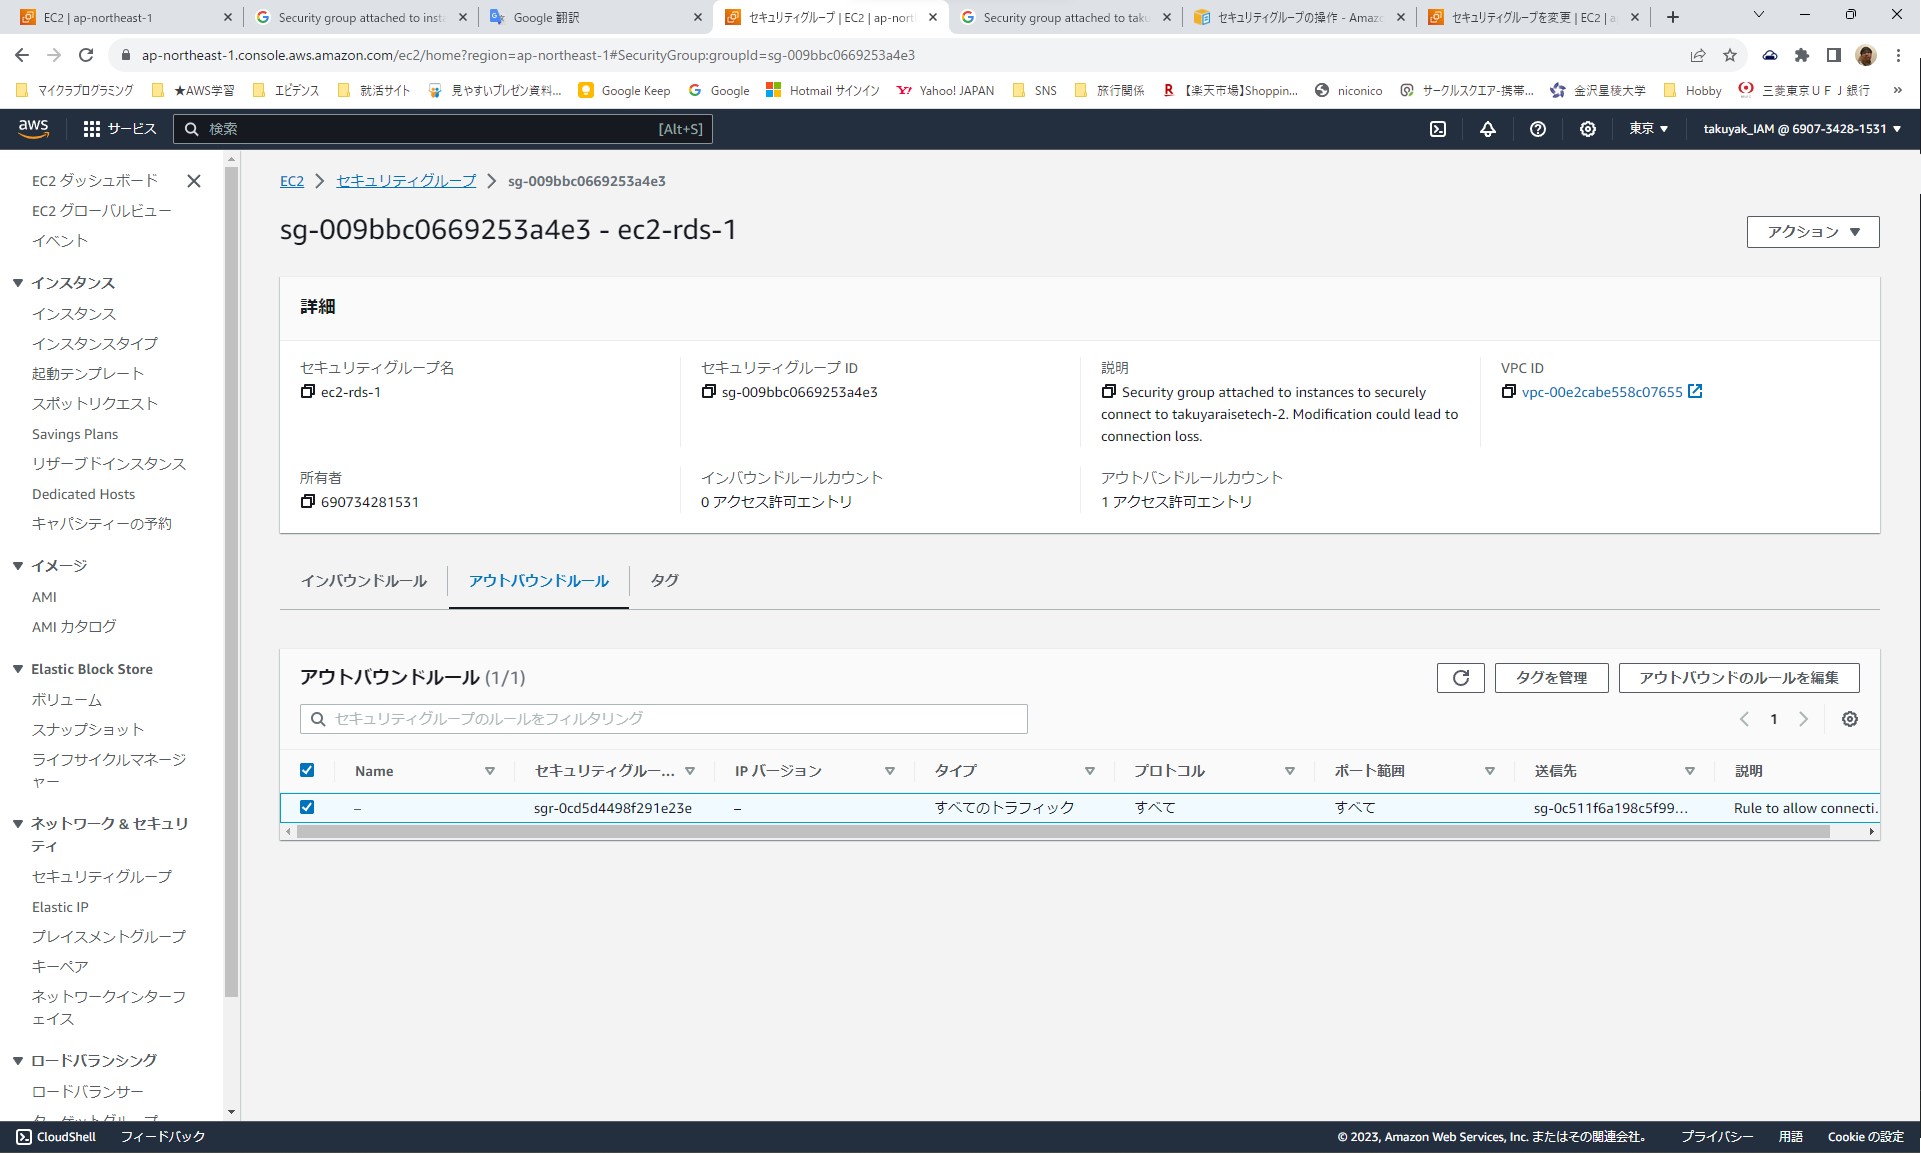 EC2 | ap-northeast-1
Security group attached to inst
Google 翻訳
セキュリティグループ | EC2 | ap-nort
Security group attached to taku
セキュリティグループの操作 - Amazo
セキュリティグループを変更 | EC2 | a
ap-northeast-1.console.aws.amazon.com/ec2/home?region=ap-northeast-1#SecurityGroup:groupId=sg-009bbc0669253a4e3
マイクラプログラミング
★AWS学習
エビデンス
就活サイト
見やすいプレゼン資料...
Google Keep
Google
Hotmail サインイン
Yahoo! JAPAN
SNS
旅行関係
【楽天市場】Shoppin...
niconico
サークルスクエア-携帯...
金沢星稜大学
Hobby
三菱東京ＵＦＪ銀行
»
aws
サービス
検索
[Alt+S]
東京
takuyak_IAM @ 6907-3428-1531
EC2 ダッシュボード
EC2 グローバルビュー
イベント
インスタンス
インスタンス
インスタンスタイプ
起動テンプレート
スポットリクエスト
Savings Plans
リザーブドインスタンス
Dedicated Hosts
キャパシティーの予約
イメージ
AMI
AMI カタログ
Elastic Block Store
ボリューム
スナップショット
ライフサイクルマネージ
ャー
ネットワーク & セキュリ
ティ
セキュリティグループ
Elastic IP
プレイスメントグループ
キーペア
ネットワークインターフ
ェイス
ロードバランシング
ロードバランサー
ターゲットグループ
EC2 > セキュリティグループ > sg-009bbc0669253a4e3
sg-009bbc0669253a4e3 - ec2-rds-1
アクション
詳細
セキュリティグループ名
ec2-rds-1
セキュリティグループ ID
sg-009bbc0669253a4e3
説明
Security group attached to instances to securely
connect to takuyaraisetech-2. Modification could lead to
connection loss.
VPC ID
vpc-00e2cabe558c07655
所有者
690734281531
インバウンドルールカウント
0 アクセス許可エントリ
アウトバンドルールカウント
1 アクセス許可エントリ
インバウンドルール
アウトバウンドルール
タグ
アウトバウンドルール (1/1)
タグを管理
アウトバウンドのルールを編集
セキュリティグループのルールをフィルタリング
1
Name
セキュリティグルー...
IP バージョン
タイプ
プロトコル
ポート範囲
送信先
説明
–
sgr-0cd5d4498f291e23e
–
すべてのトラフィック
すべて
すべて
sg-0c511f6a198c5f99...
Rule to allow connecti.
CloudShell
フィードバック
© 2023, Amazon Web Services, Inc. またはその関連会社。
プライバシー
用語
Cookie の設定